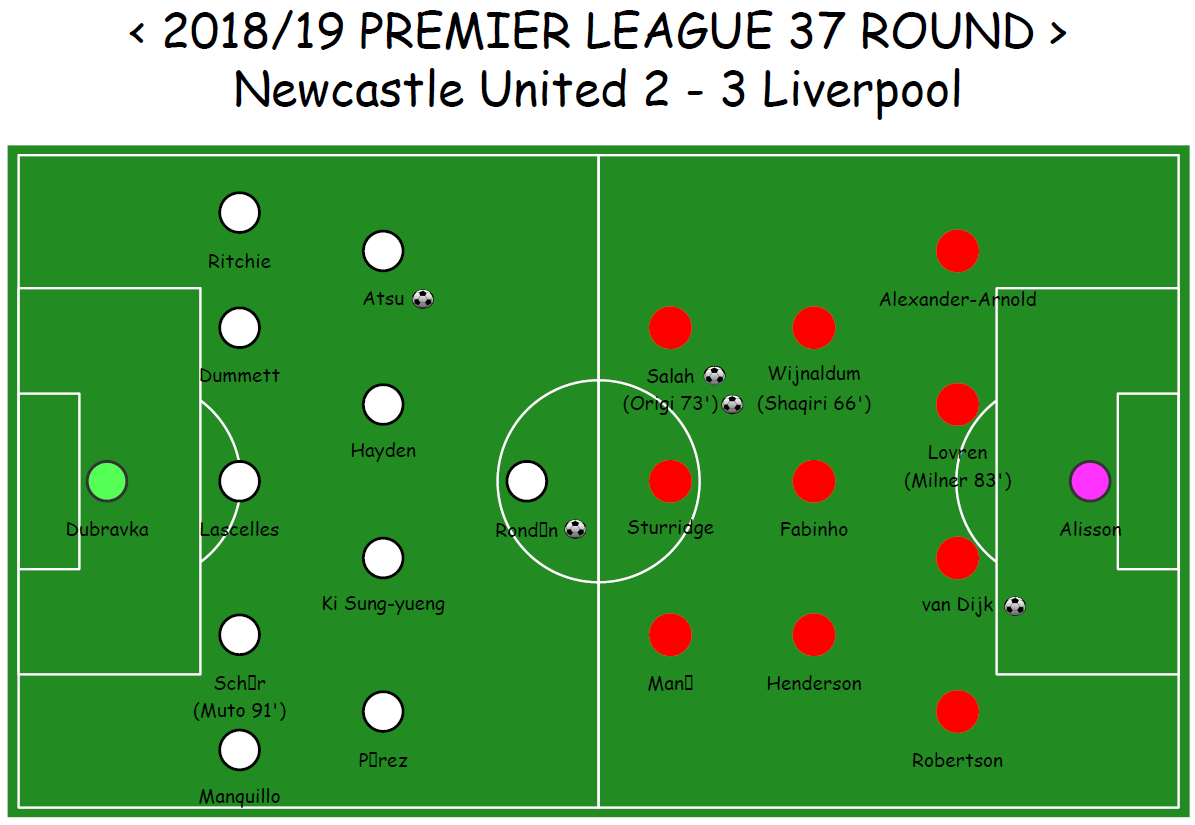 < 2018/19 PREMIER LEAGUE 37 ROUND >
Newcastle United 2 - 3 Liverpool
Ritchie
Atsu
Dummett
Hayden
Dubravka
Lascelles
Rond▯n
Ki Sung-yueng
Sch▯r
(Muto 91')
P▯rez
Manquillo
Alexander-Arnold
Salah
(Origi 73')
Wijnaldum
(Shaqiri 66')
Lovren
(Milner 83')
Sturridge
Fabinho
Alisson
van Dijk
Man▯
Henderson
Robertson